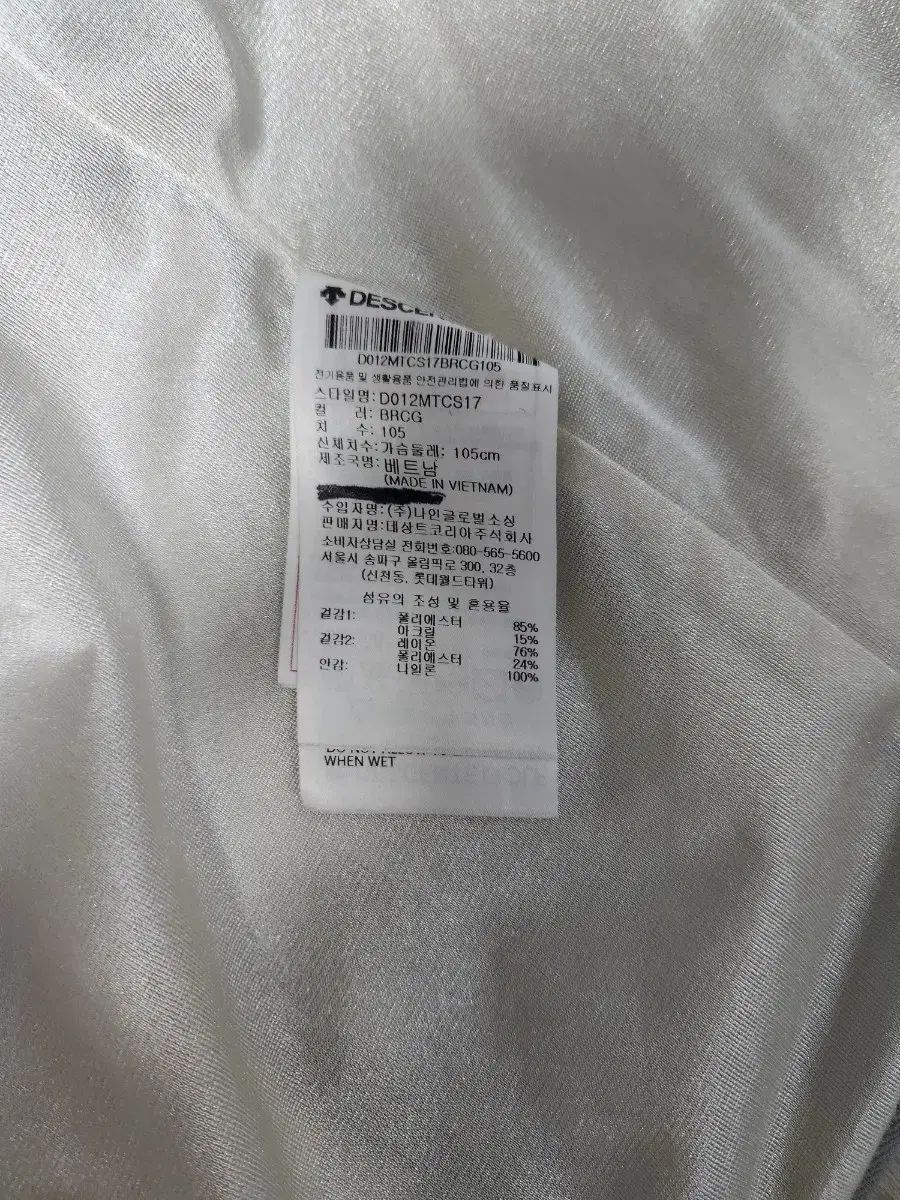 DESCE
D012MTCS17BRCG105
전기용품 및 생활용품 안전관리법에 의한 품질표시
스타일명: D012MTCS17
컬 러: BRCG
치 수: 105
신체치수: 가슴둘레: 105cm
제조국명: 베트남
(MADE IN VIETNAM)
수입자명: (주)나인글로벌소싱
판매자명: 데상트코리아주식회사
소비자상담실 전화번호: 080-565-5600
서울시 송파구 올림픽로 300. 32층
(신천동, 롯데월드타워)
섬유의 조성 및 혼용율
겉감1: 폴리에스터 85%
아크릴 15%
겉감2: 레이온 76%
폴리에스터 24%
안감: 나일론 100%
WHEN WET